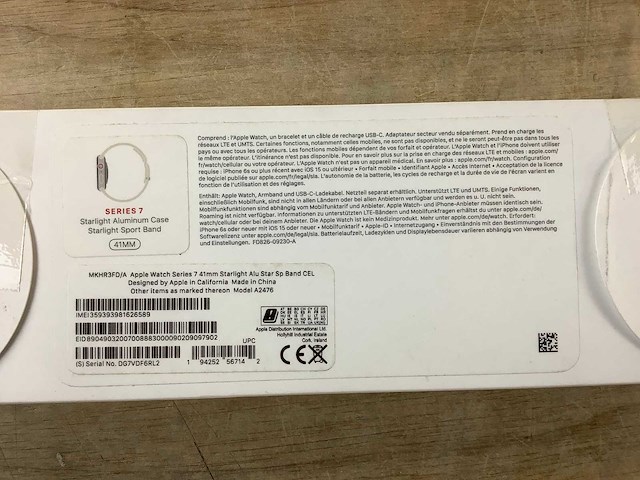 SERIES 7
Starlight Aluminum Case
Starlight Sport Band
41MM
Comprend : l'Apple Watch, un bracelet et un câble de recharge USB-C. Adaptateur secteur vendu séparément. Prend en charge les
réseaux LTE et UMTS. Certaines fonctions, notamment celles mobiles, ne sont pas disponibles, et ne le seront peut-être pas dans tous les
pays ou avec tous les opérateurs. Les fonctions mobiles dépendent de vos forfait et opérateur. L'Apple Watch et l'iPhone doivent utiliser
le même opérateur. L'itinérance n'est pas disponible. Pour en savoir plus sur la prise en charge des réseaux LTE et mobiles : apple.com/
fr/watch/cellular ou votre opérateur. L'Apple Watch n'est pas un appareil médical. En savoir plus : apple.com/fr/watch. Configuration
requise : iPhone 6s ou plus récent avec iOS 15 ou ultérieur • Forfait mobile • Identifiant Apple • Accès Internet • Acceptation de la licence
de logiciel publiée sur apple.com/fr/legal/sla. L'autonomie de la batterie, les cycles de recharge et la durée de vie de l'écran varient en
fonction de l'utilisation et des réglages.
Enthält: Apple Watch, Armband und USB-C-Ladekabel. Netzteil separat erhältlich. Unterstützt LTE und UMTS. Einige Funktionen,
einschließlich Mobilfunk, sind nicht in allen Ländern oder bei allen Anbietern verfügbar und werden es u. U. nicht sein.
Mobilfunkfunktionen abhängig von Mobilfunktarif und Anbieter. Apple Watch- und iPhone-Anbieter müssen identisch sein.
Roaming ist nicht verfügbar. Informationen zu unterstützten LTE-Bändern und Mobilfunk erfragen unter apple.com/de/
watch/cellular oder bei deinem Anbieter. Apple Watch ist kein Medizinprodukt. Mehr unter apple.com/de/watch. Erfordert:
iPhone 6s oder neuer mit iOS 15 oder neuer • Mobilfunktarif • Apple-ID • Internetzugang • Einverständnis mit der
Softwarelizenz unter apple.com/de/legal/sla. Batterielaufzeit, Ladezyklen und Displaylebensdauer variieren abhängig von Verwendung
und Einstellungen. FD826-09230-A
MKHR3FD/A Apple Watch Series 7 41mm Starlight Alu Star Sp Band CEL
Designed by Apple in California Made in China
Other items as marked thereon Model A2476
IMEI359393981626589
EID89049032007008883000090209097902
UPC
(S) Serial No. DG7VDF6RL2
1 94252 56714 2
Apple Distribution International Ltd.
Hollyhill Industrial Estate
Cork, Ireland
CE